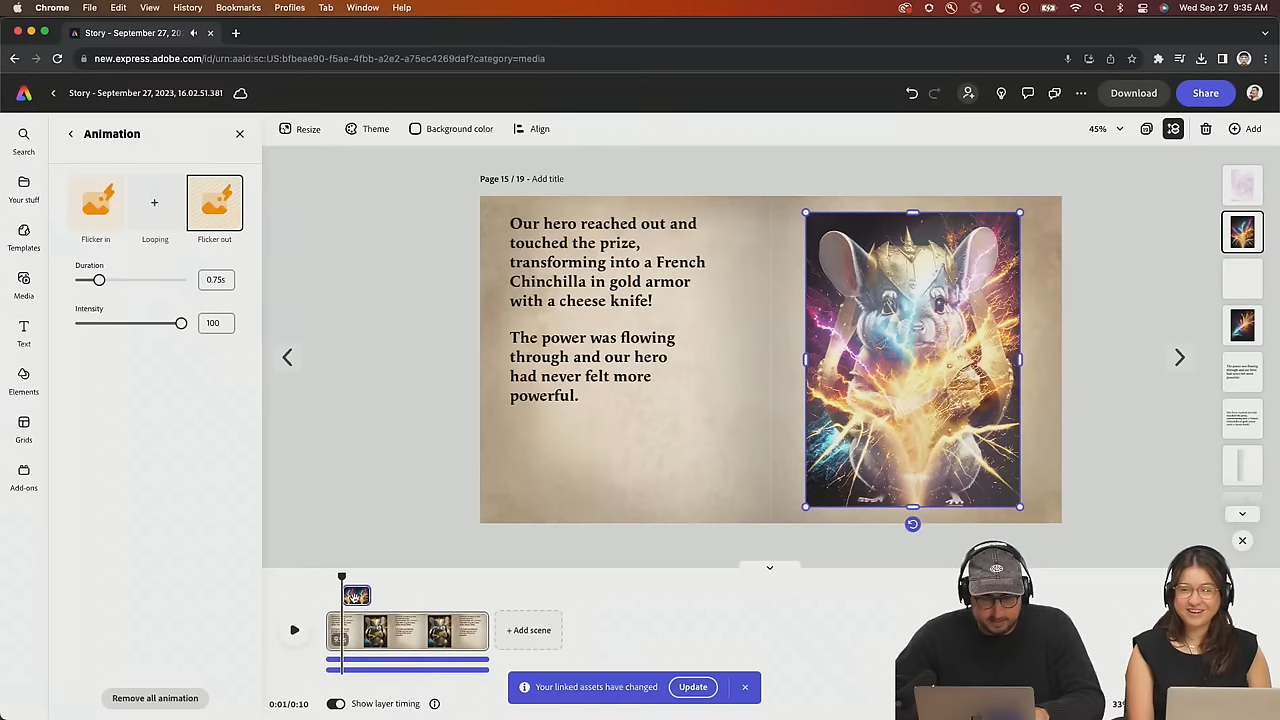 Chrome File Edit View History Bookmarks Profiles Tab Window Help Wed Sep 27 9:35 AM
Story - September 27, 20
new.express.adobe.com/id/urn:aaid:sc:US:bfbeae90-f5ae-4fbb-a2e2-a75ec4269daf?category=media
Story - September 27, 2023, 16.02.51.381 Download Share
Search
Your stuff
Templates
Media
Text
Elements
Grids
Add-ons
Animation
Flicker in Looping Flicker out
Duration
0.75s
Intensity
100
Remove all animation
Resize Theme Background color Align 45% Add
Page 15 / 19 - Add title
Our hero reached out and
touched the prize,
transforming into a French
Chinchilla in gold armor
with a cheese knife!
The power was flowing
through and our hero
had never felt more
powerful.
+ Add scene
Your linked assets have changed Update
0:01/0:10 Show layer timing